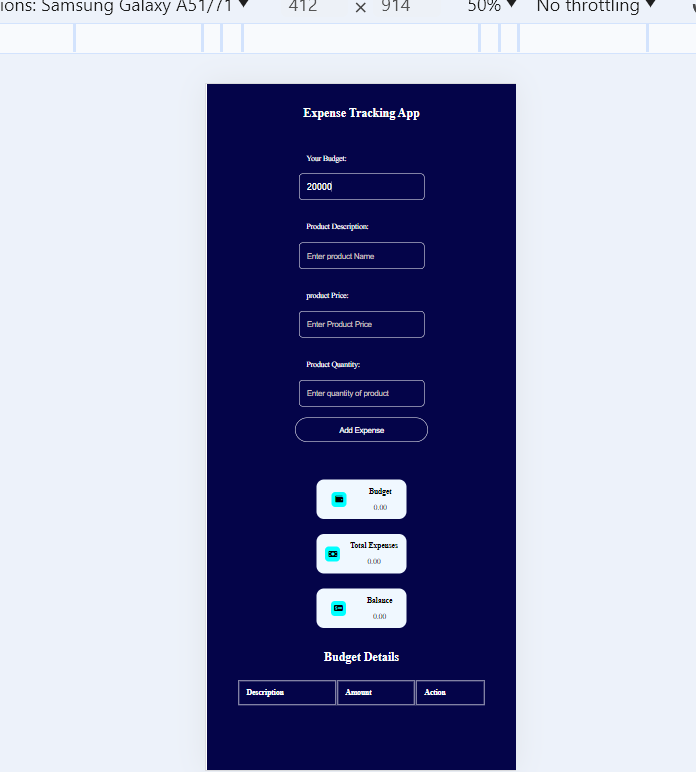 ions: Samsung Galaxy A51/71 ▼ 412 × 914 50% ▼ No throttling ▼
Expense Tracking App
Your Budget:
20000
Product Description:
Enter product Name
product Price:
Enter Product Price
Product Quantity:
Enter quantity of product
Add Expense
Budget
0.00
Total Expenses
0.00
Balance
0.00
Budget Details
Description Amount Action